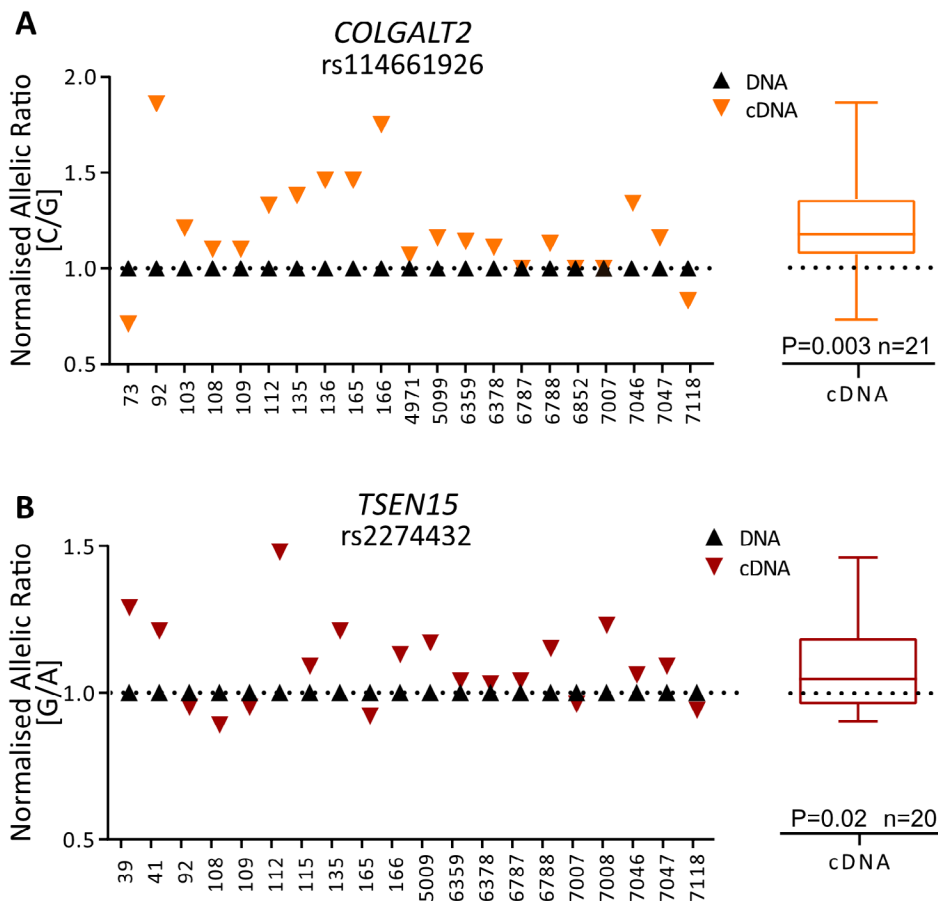 A
COLGALT2
rs114661926
Normalised Allelic Ratio
[C/G]
2.0
1.5
1.0
0.5
DNA
cDNA
73 92 103 108 109 112 135 136 165 166 4971 5099 6359 6378 6787 6788 6852 7007 7046 7047 7118
P=0.003 n=21
cDNA
B
TSEN15
rs2274432
Normalised Allelic Ratio
[G/A]
1.5
1.0
0.5
DNA
cDNA
39 41 92 108 109 112 115 135 165 166 5009 6359 6378 6787 6788 7007 7008 7046 7047 7118
P=0.02 n=20
cDNA